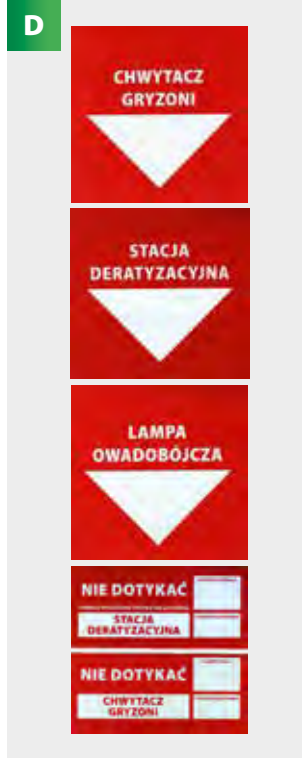 D
CHWYTACZ
GRYZONI
STACJA
DERATYZACYJNA
LAMPA
OWADOBÓJCZA
NIE DOTYKAĆ
STACJA
DERATYZACYJNA
NIE DOTYKAĆ
CHWYTACZ
GRYZONI